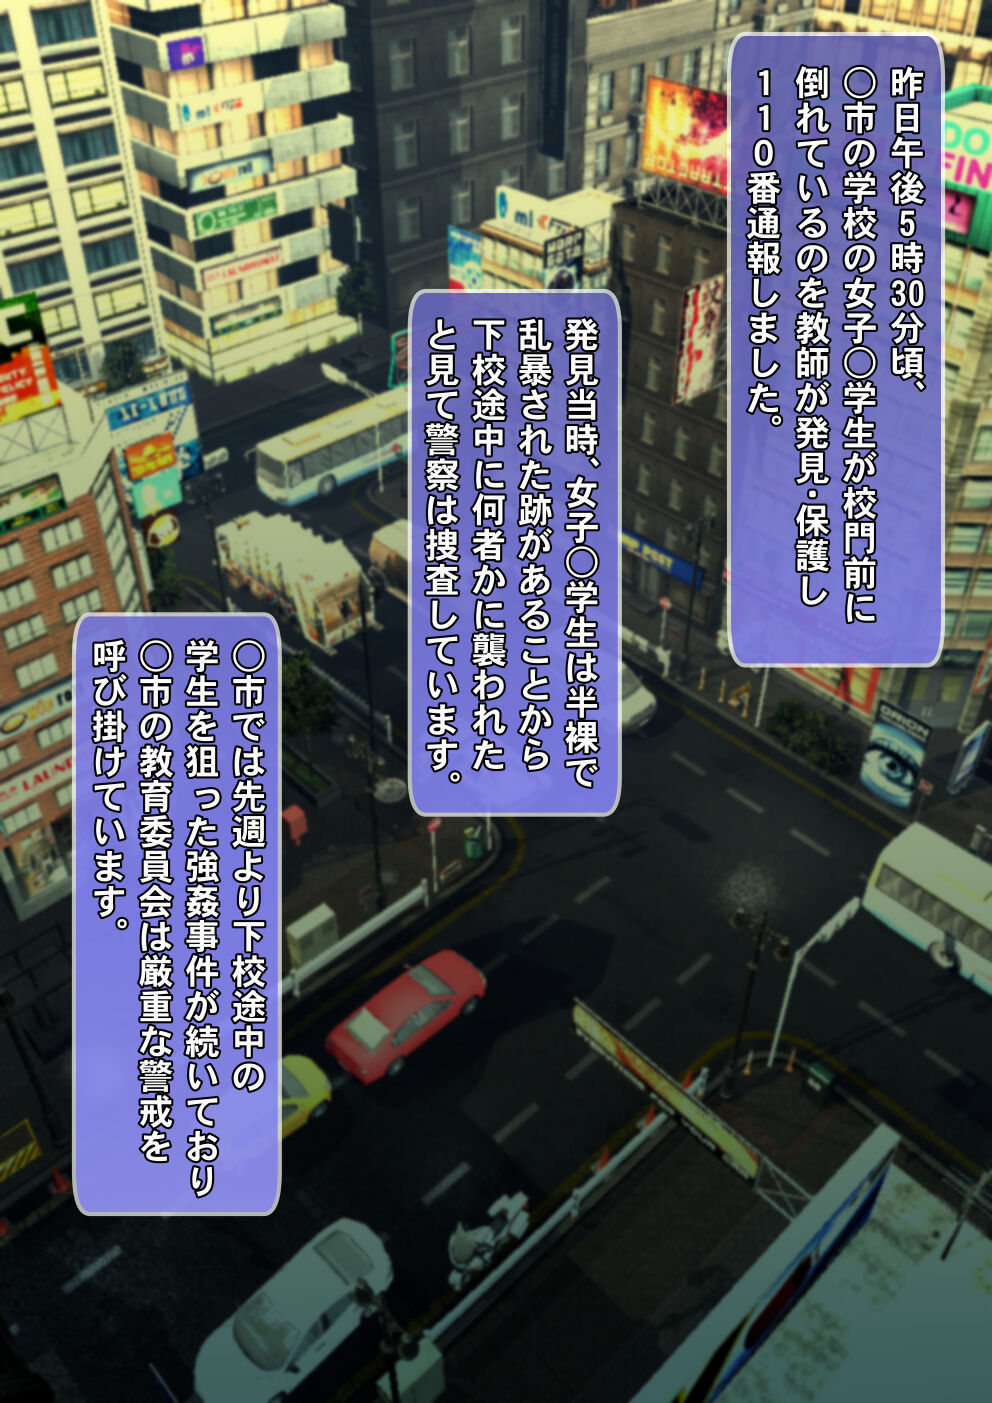 昨日午後5時30分頃、
〇市の学校の女子〇学生が校門前に
倒れているのを教師が発見・保護し
110番通報しました。
発見当時、女子〇学生は半裸で
乱暴された跡があることから
下校途中に何者かに襲われた
と見て警察は捜査しています。
〇市では先週より下校途中の
学生を狙った強姦事件が続いており
〇市の教育委員会は厳重な警戒を
呼び掛けています。
ONION